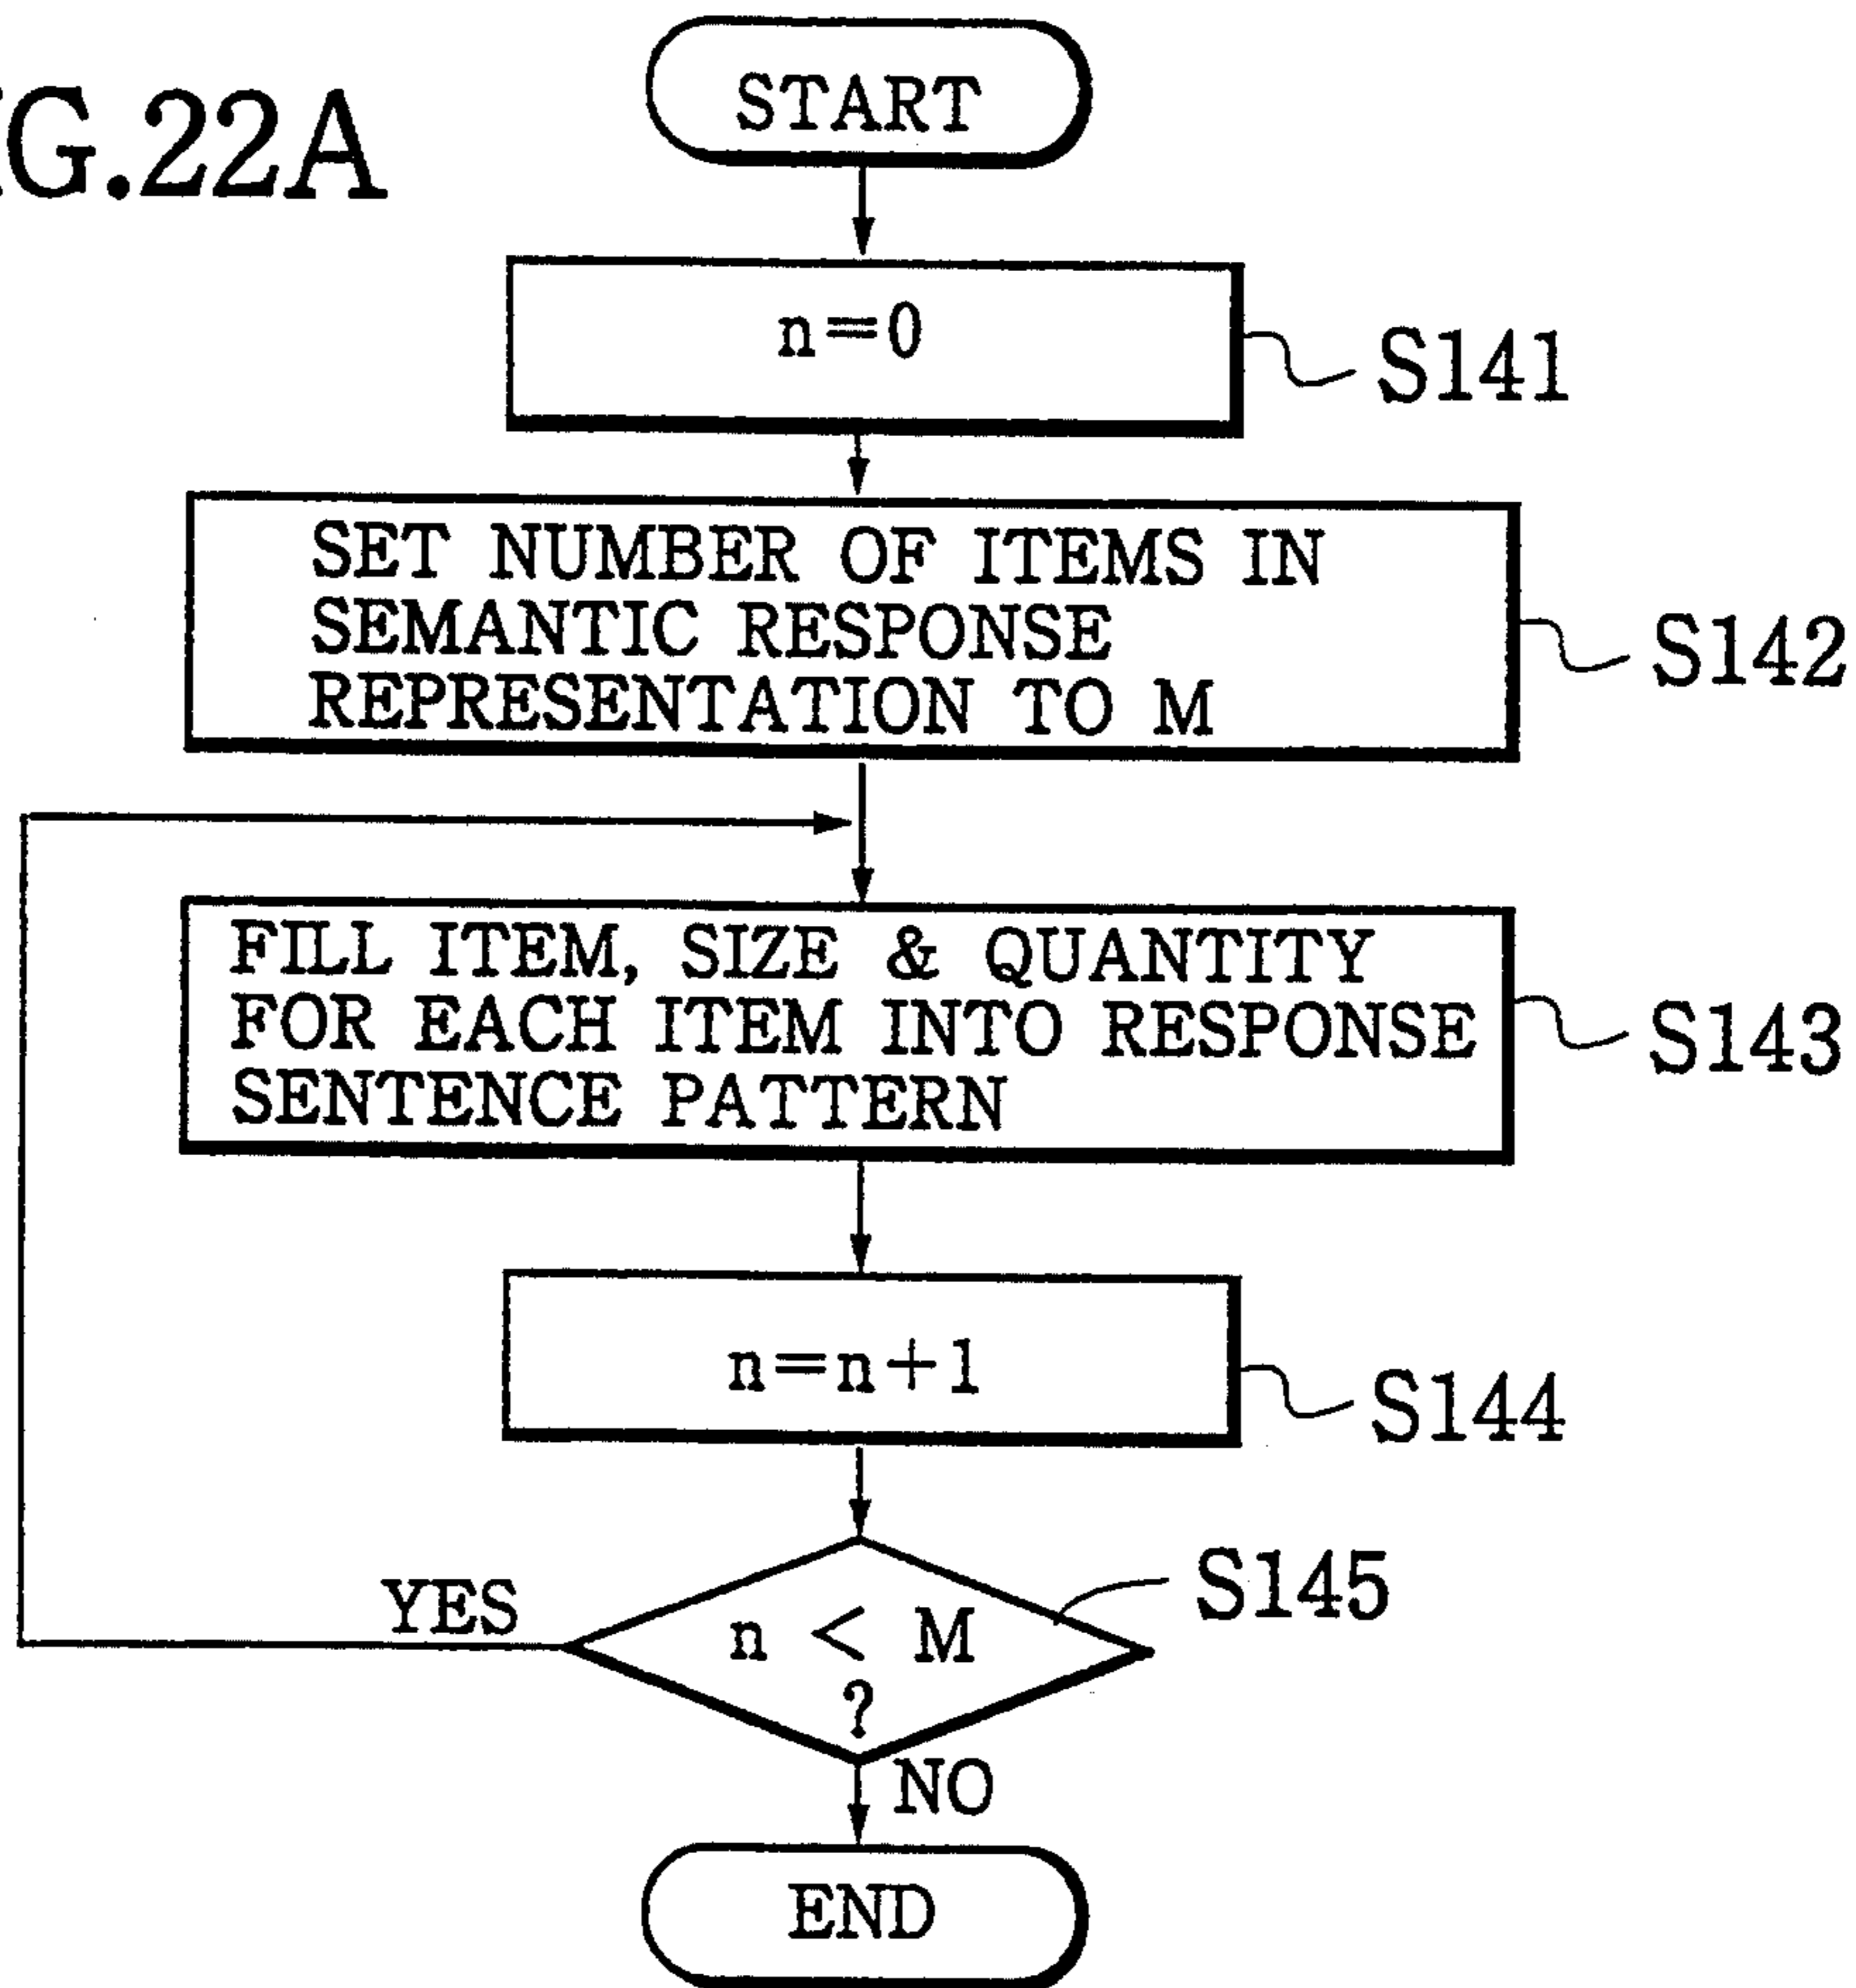 G.22A
START
n=0
S141
SET NUMBER OF ITEMS IN
SEMANTIC RESPONSE
REPRESENTATION TO M
S142
FILL ITEM, SIZE & QUANTITY
FOR EACH ITEM INTO RESPONSE
SENTENCE PATTERN
S143
n=n+1
S144
n < M
?
S145
YES
NO
END